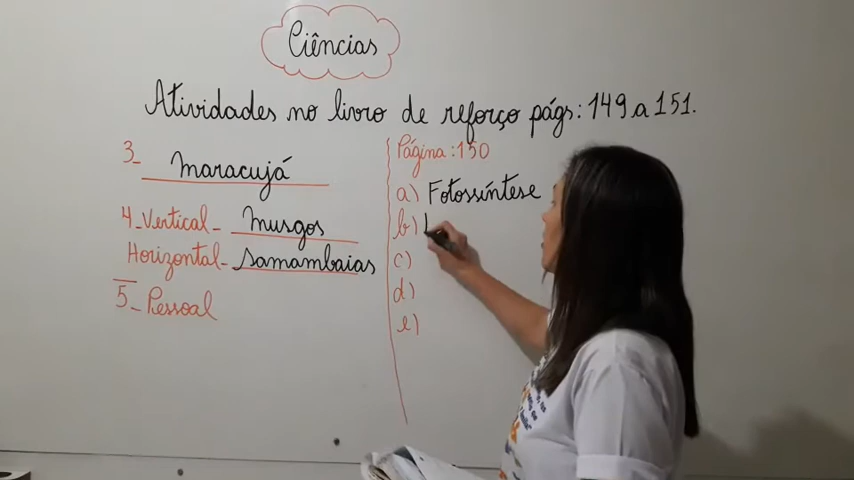 Ciências
Atividades no livro de reforço págs: 149 a 151.
3_ maracujá
4_Vertical_ musgos
Horizontal_ samambaias
5_ Pessoal
Página: 150
a) Fotossíntese
b)
c)
d)
e)